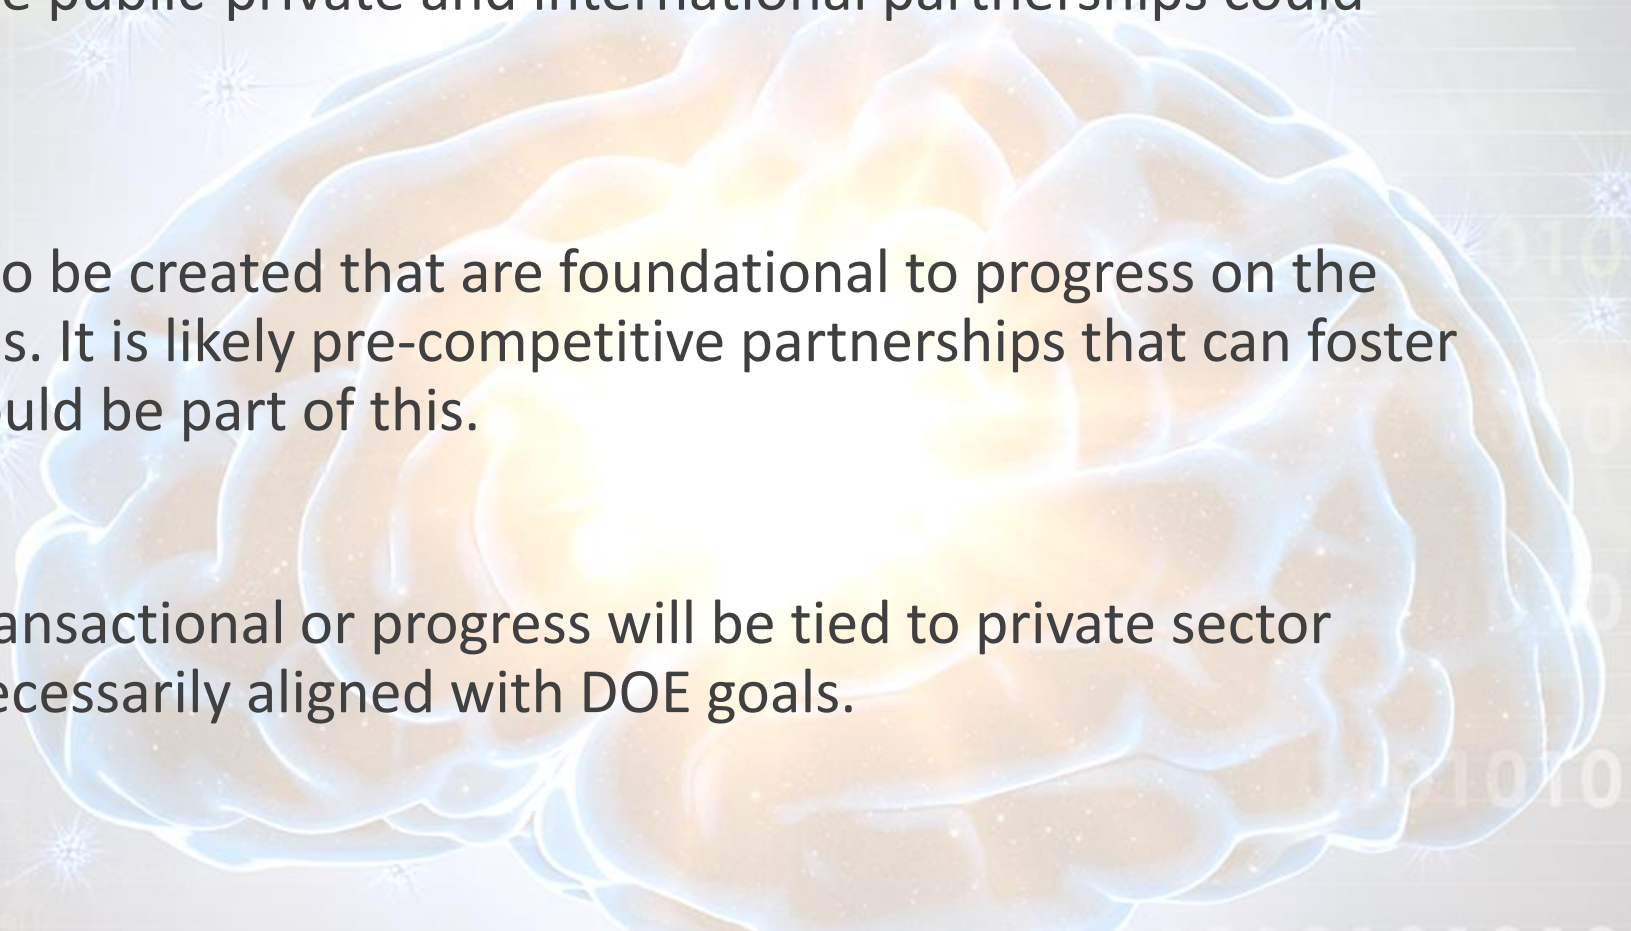 e public-private and international partnerships could
o be created that are foundational to progress on the
s. It is likely pre-competitive partnerships that can foster
ould be part of this.
ansactional or progress will be tied to private sector
ecessarily aligned with DOE goals.